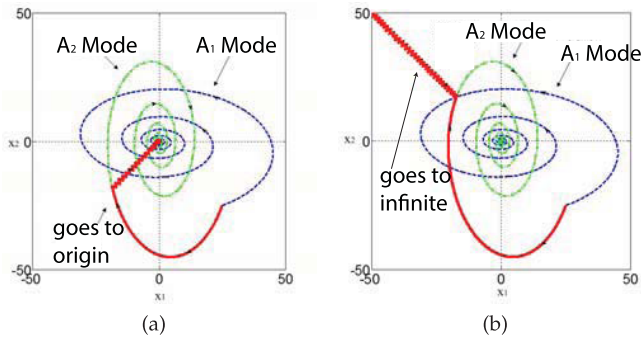 50
A₂ Mode
A₁ Mode
x₂
0
goes to
origin
-50
-50
0
50
x₁
(a)
50
A₂ Mode
A₁ Mode
x₂
0
goes to
infinite
-50
-50
0
50
x₁
(b)